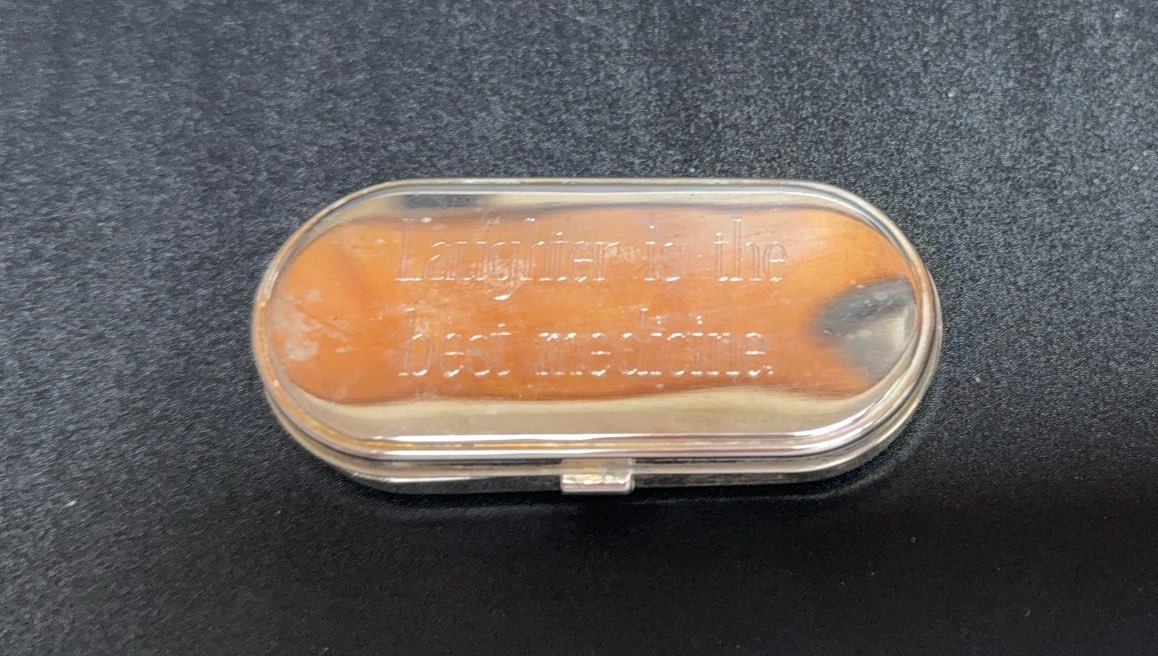 Laughter is the
best medicine